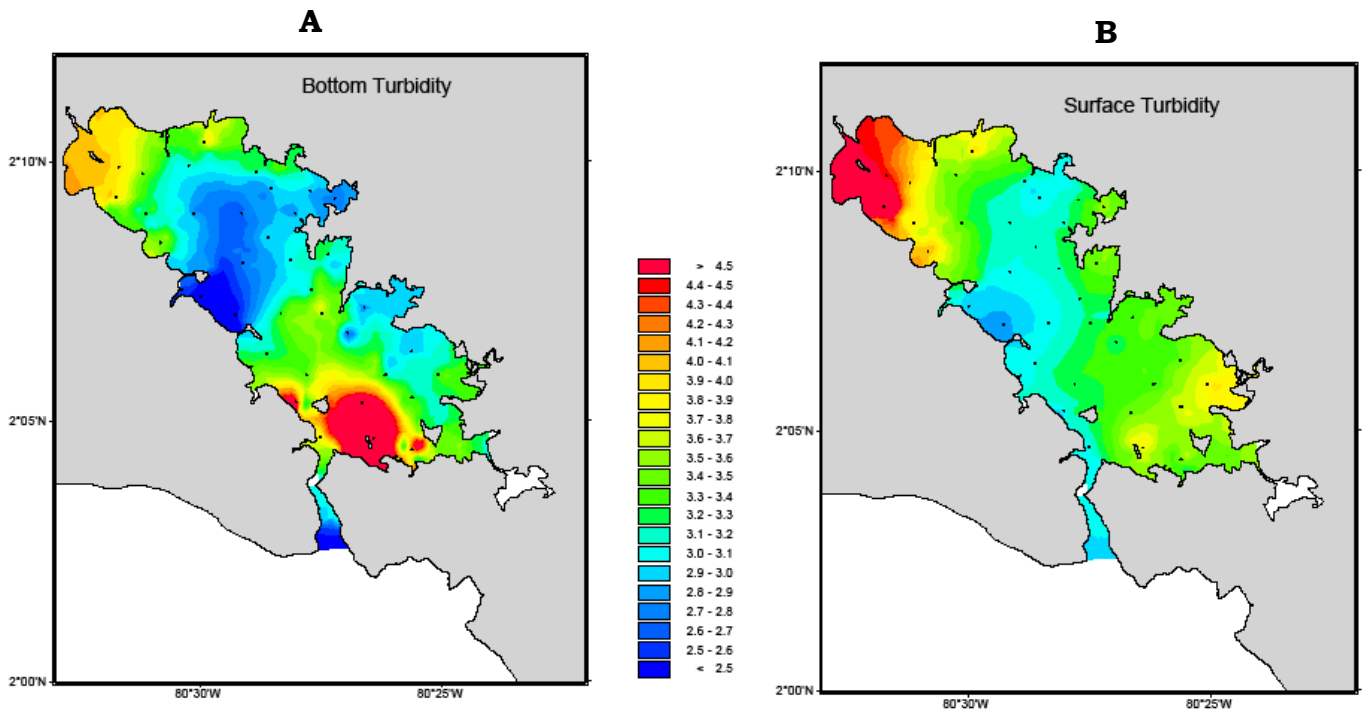 A
B
Bottom Turbidity
Surface Turbidity
2°10'N
2°05'N
2°00'N
80°30'W
80°25'W
> 4.5
4.4 - 4.5
4.3 - 4.4
4.2 - 4.3
4.1 - 4.2
4.0 - 4.1
3.9 - 4.0
3.8 - 3.9
3.7 - 3.8
3.6 - 3.7
3.5 - 3.6
3.4 - 3.5
3.3 - 3.4
3.2 - 3.3
3.1 - 3.2
3.0 - 3.1
2.9 - 3.0
2.8 - 2.9
2.7 - 2.8
2.6 - 2.7
2.5 - 2.6
< 2.5
2°10'N
2°05'N
2°00'N
80°30'W
80°25'W